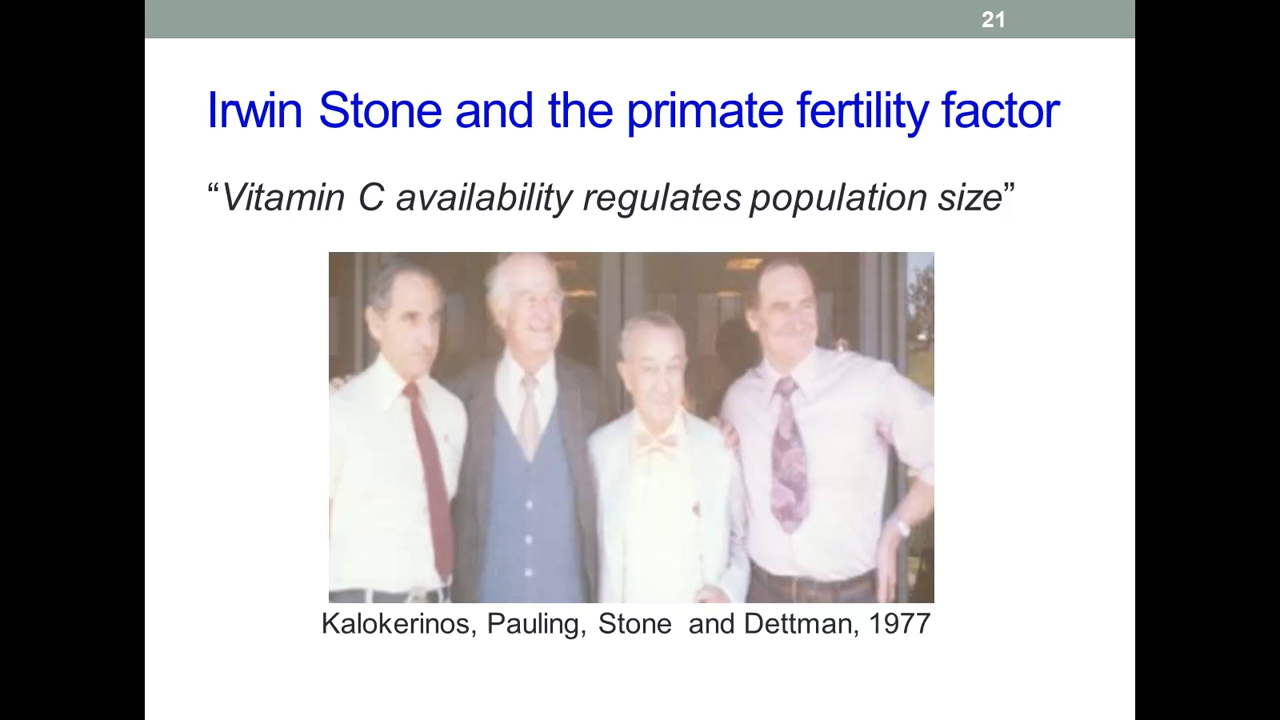 21
Irwin Stone and the primate fertility factor
“Vitamin C availability regulates population size”
Kalokerinos, Pauling, Stone and Dettman, 1977